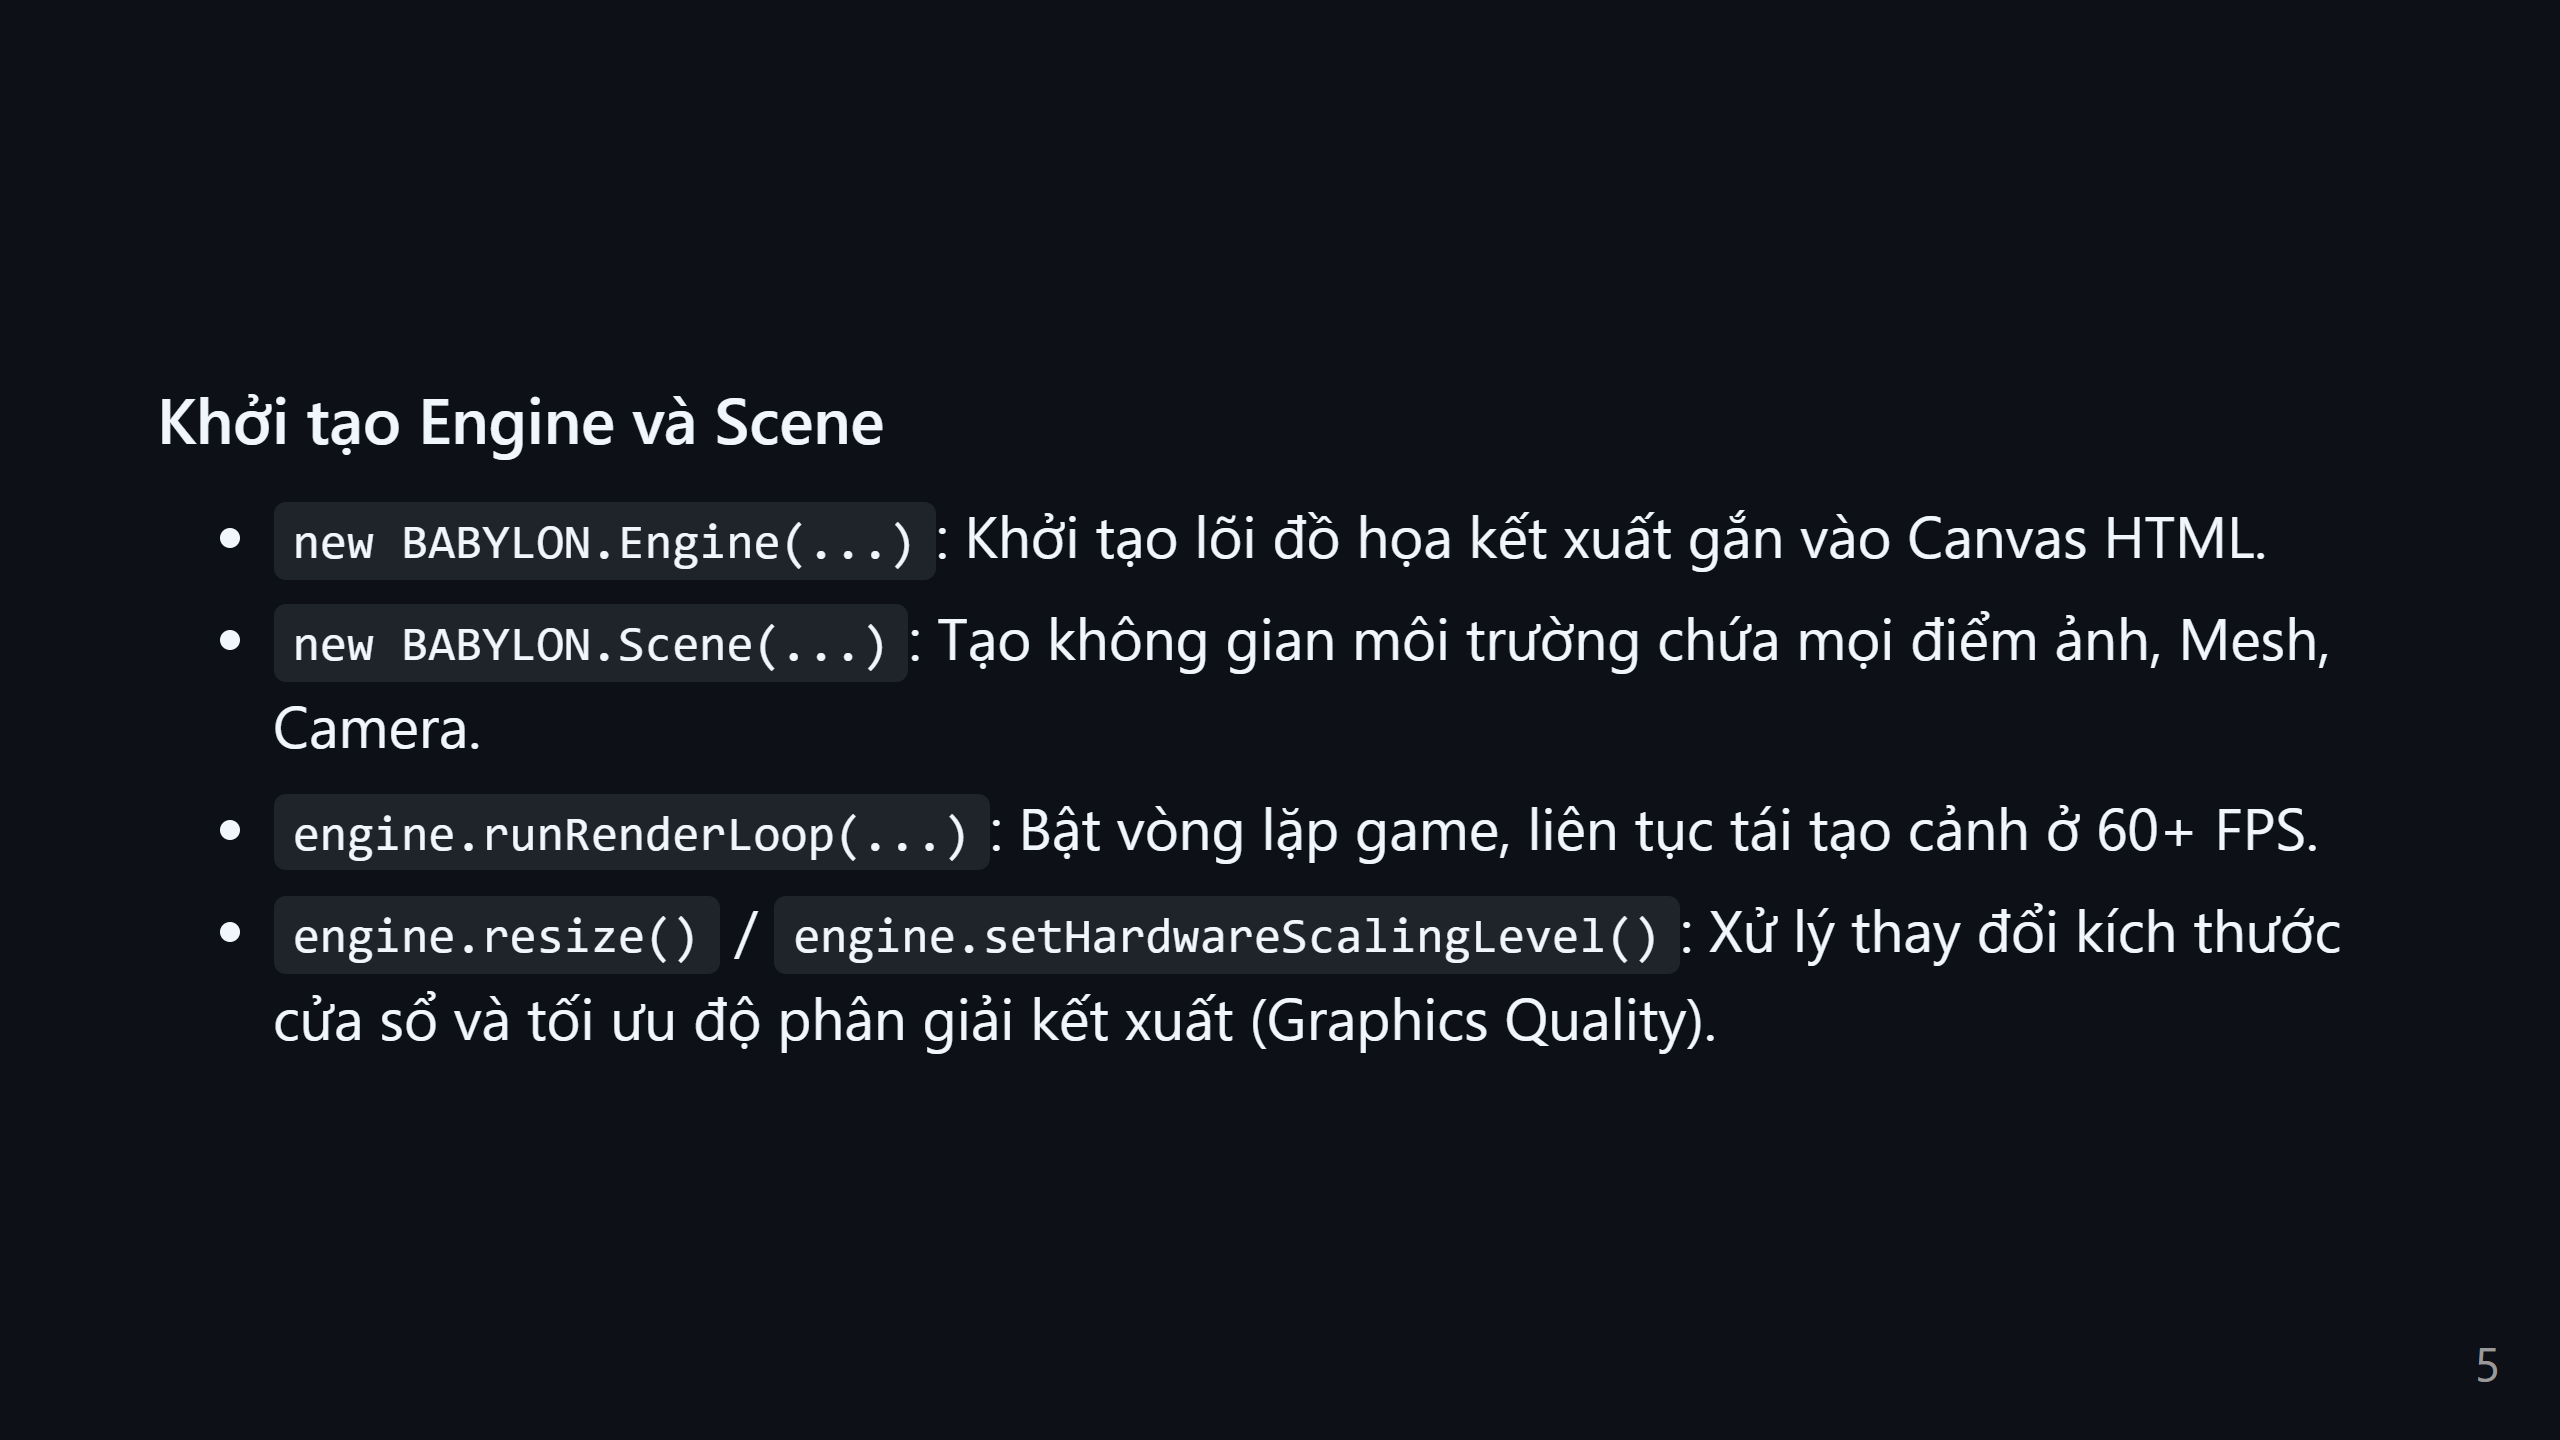 Khởi tạo Engine và Scene
• new BABYLON.Engine(...): Khởi tạo lõi đồ họa kết xuất gắn vào Canvas HTML.
• new BABYLON.Scene(...): Tạo không gian môi trường chứa mọi điểm ảnh, Mesh,
Camera.
• engine.runRenderLoop(...): Bật vòng lặp game, liên tục tái tạo cảnh ở 60+ FPS.
• engine.resize() / engine.setHardwareScalingLevel(): Xử lý thay đổi kích thước
cửa sổ và tối ưu độ phân giải kết xuất (Graphics Quality).
5